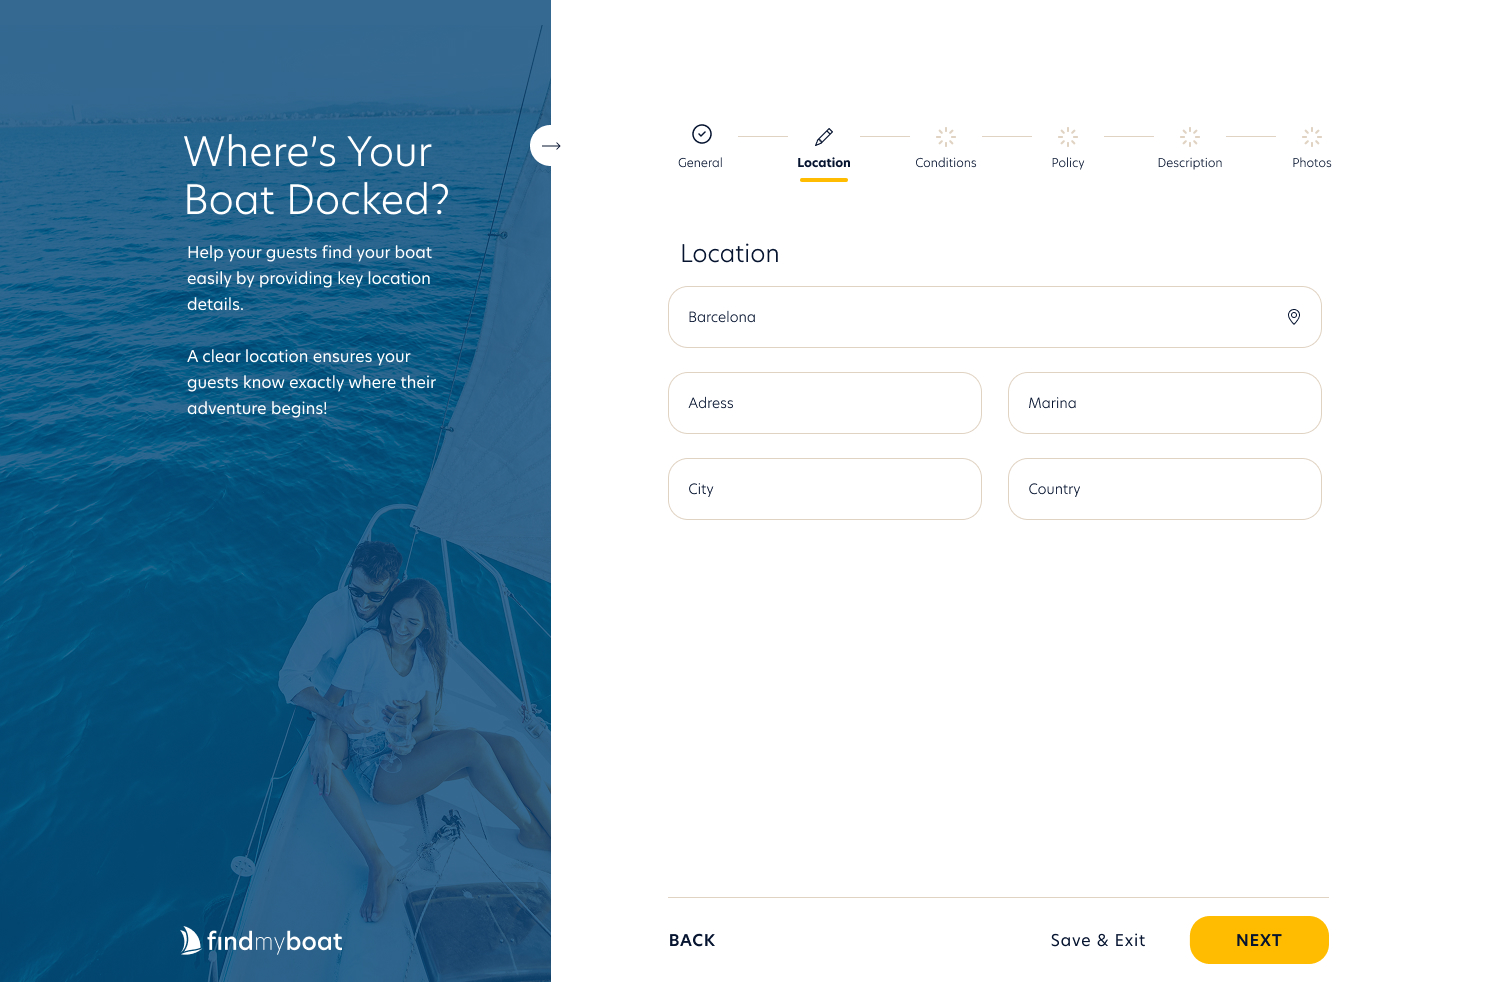 Where's Your
Boat Docked?
Help your guests find your boat
easily by providing key location
details.
A clear location ensures your
guests know exactly where their
adventure begins!
findmyboat
General
Location
Conditions
Policy
Description
Photos
Location
Barcelona
Adress
Marina
City
Country
BACK
Save & Exit
NEXT